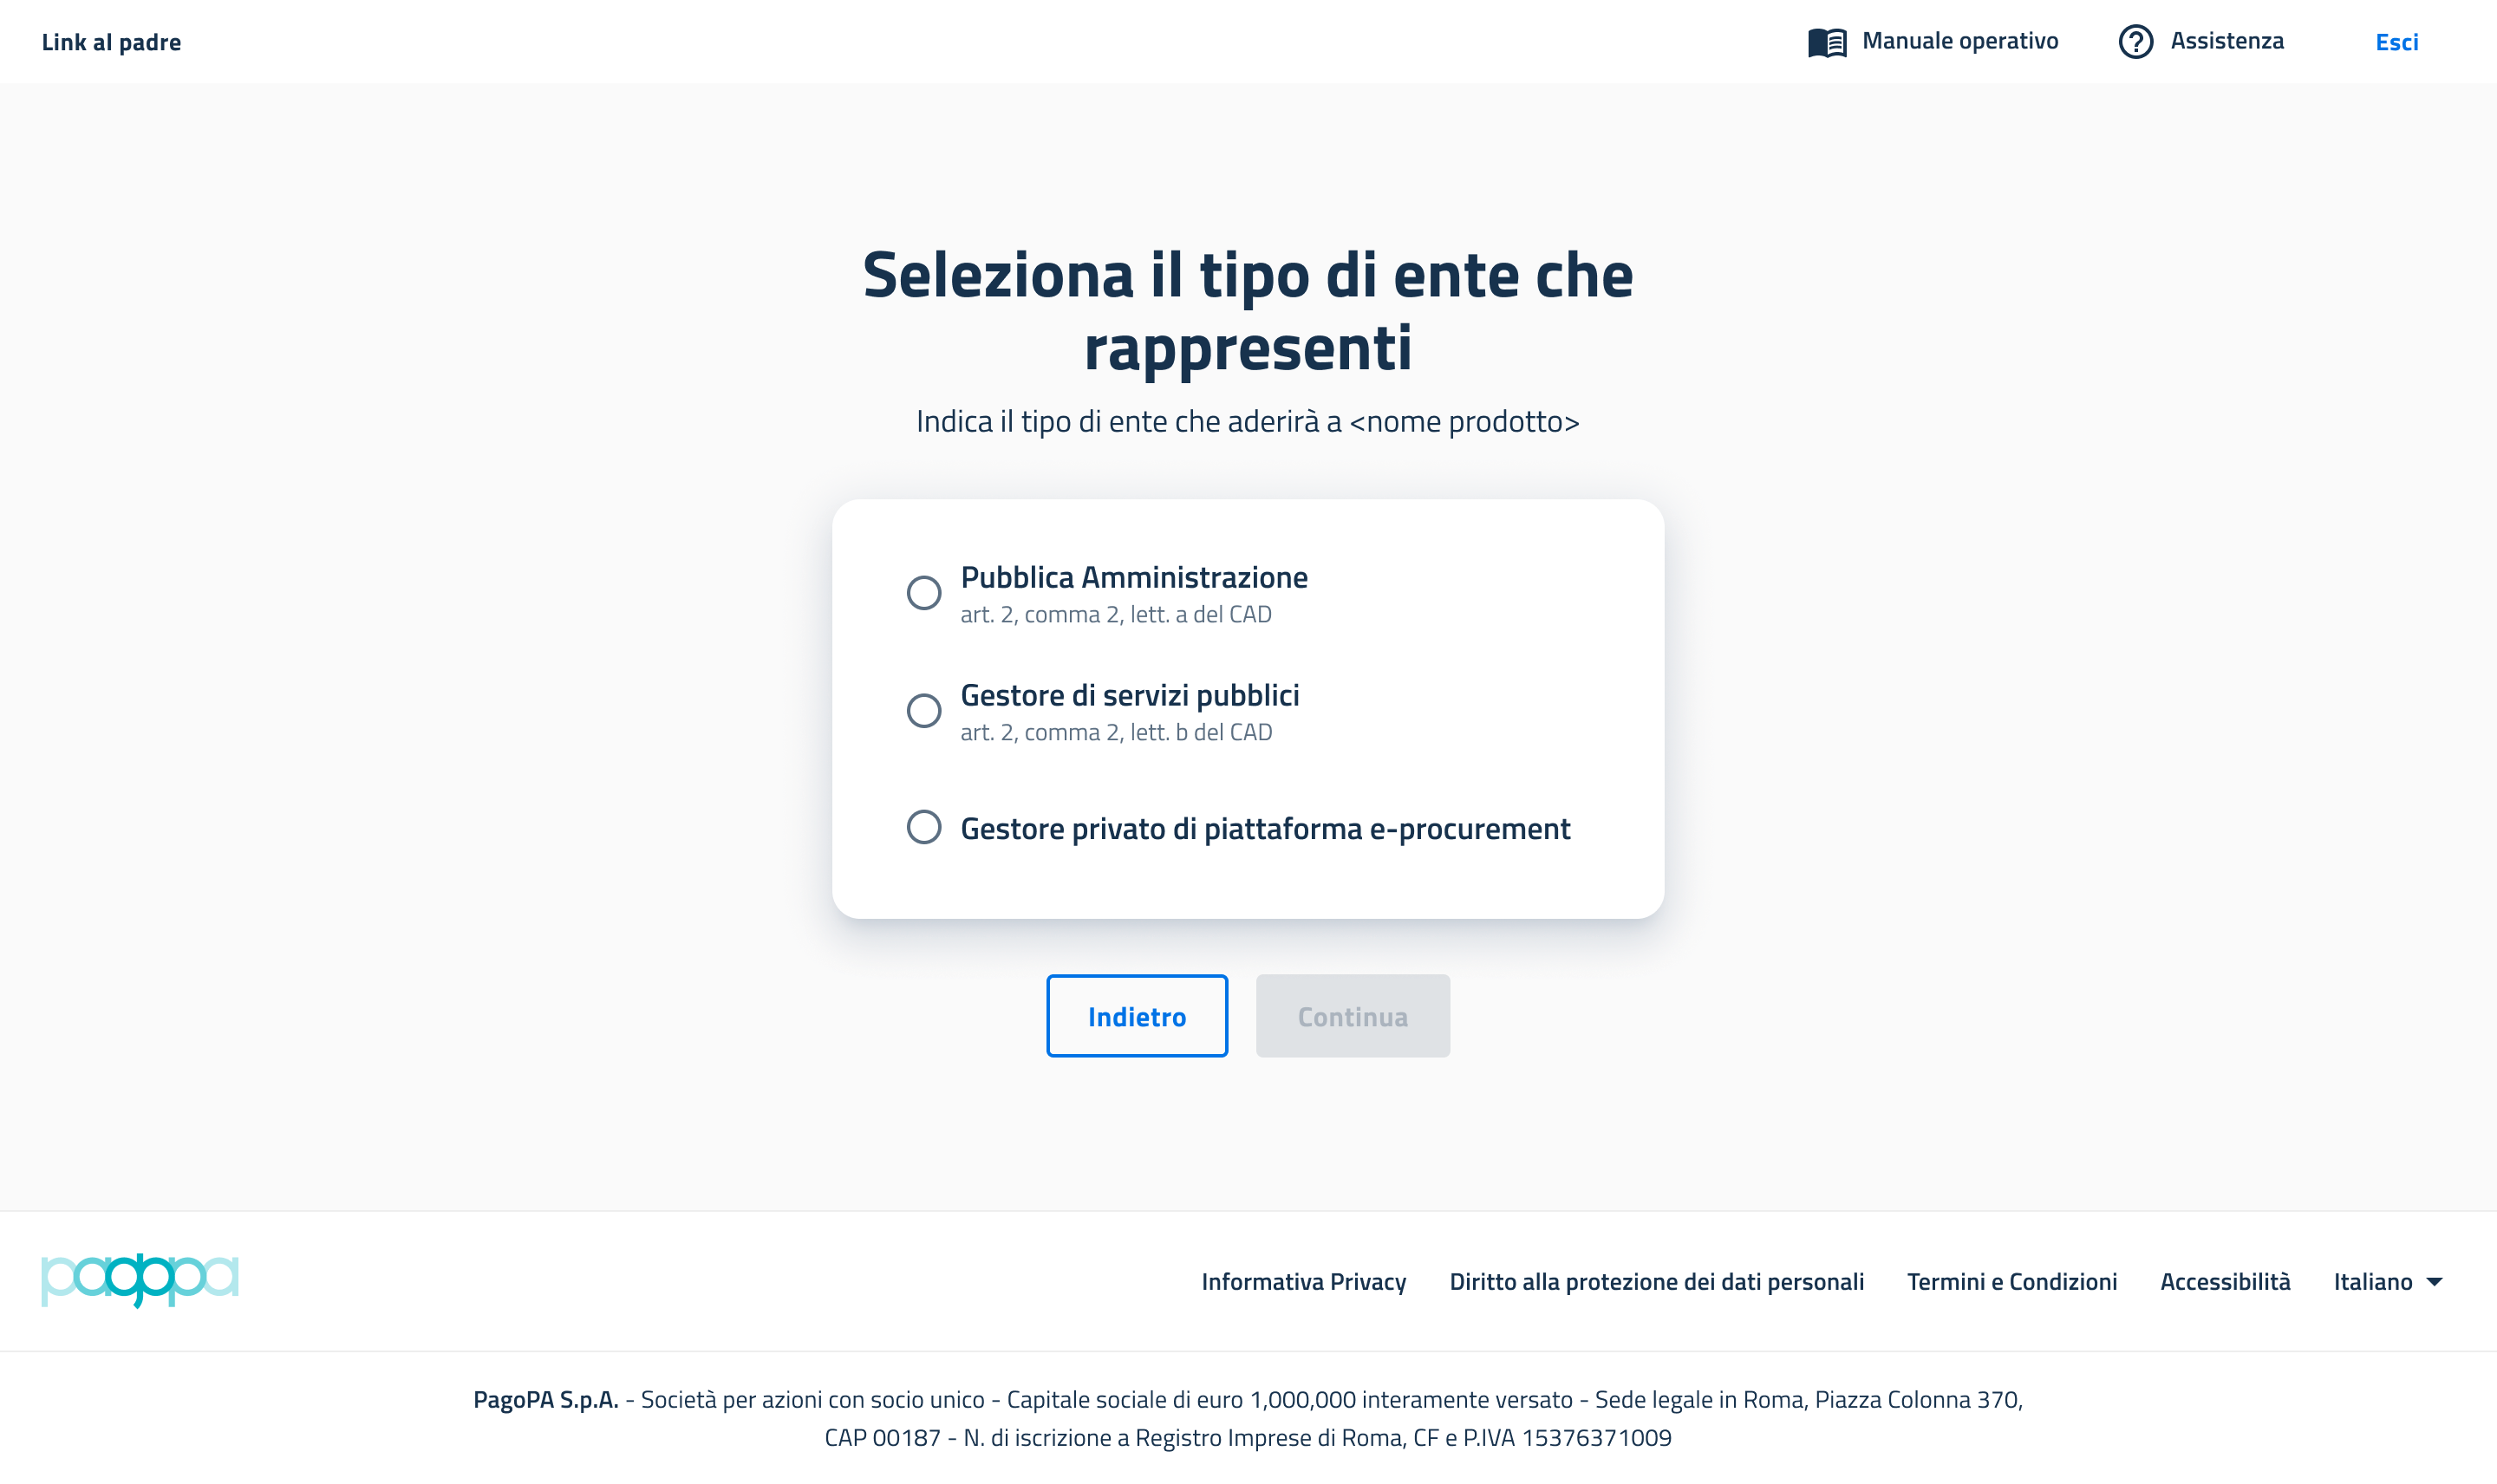 Link al padre
Manuale operativo
Assistenza
Esci
Seleziona il tipo di ente che
rappresenti
Indica il tipo di ente che aderirà a <nome prodotto>
Pubblica Amministrazione
art. 2, comma 2, lett. a del CAD
Gestore di servizi pubblici
art. 2, comma 2, lett. b del CAD
Gestore privato di piattaforma e-procurement
Indietro
Continua
pagopa
Informativa Privacy
Diritto alla protezione dei dati personali
Termini e Condizioni
Accessibilità
Italiano
PagoPA S.p.A. - Società per azioni con socio unico - Capitale sociale di euro 1,000,000 interamente versato - Sede legale in Roma, Piazza Colonna 370,
CAP 00187 - N. di iscrizione a Registro Imprese di Roma, CF e P.IVA 15376371009